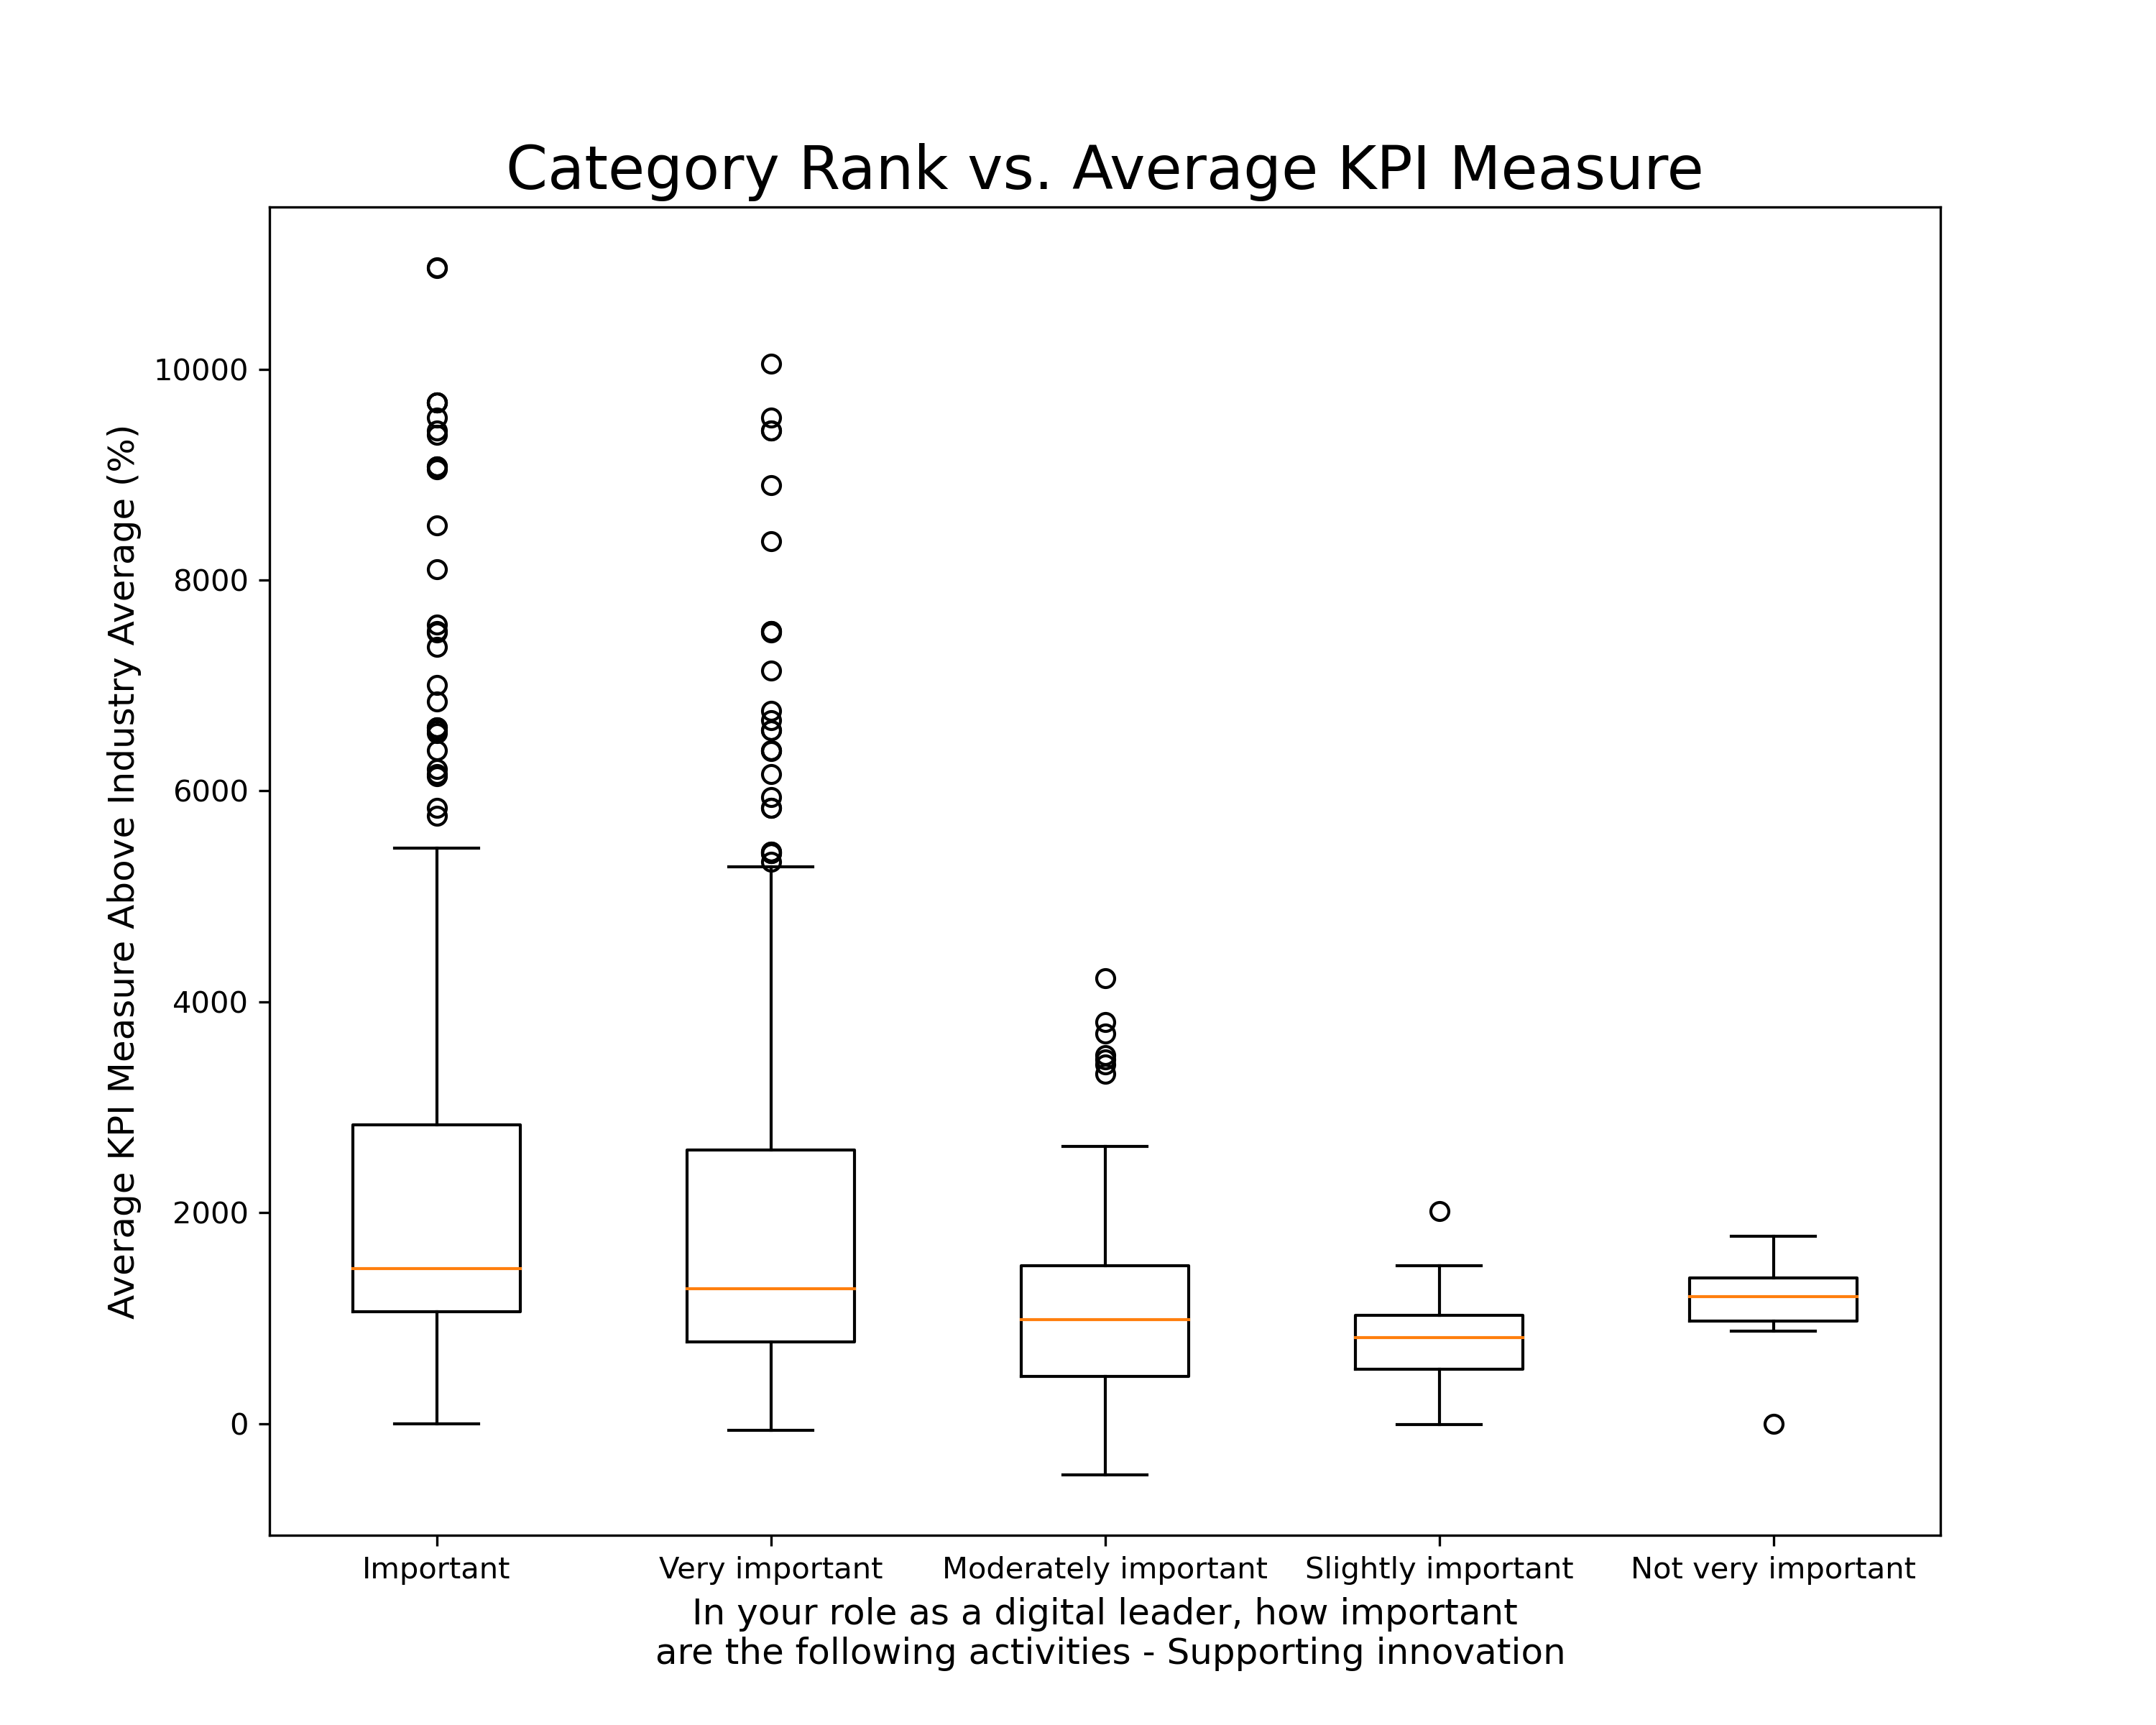 Category Rank vs. Average KPI Measure
Average KPI Measure Above Industry Average (%)
10000
8000
6000
4000
2000
0
Important
Very important
Moderately important
Slightly important
Not very important
In your role as a digital leader, how important
are the following activities - Supporting innovation